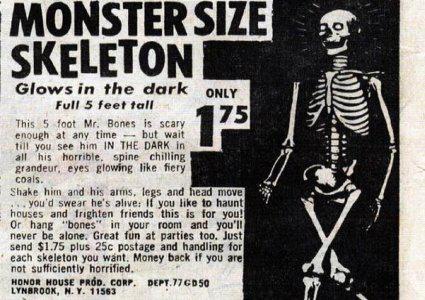 MONSTER SIZE
SKELETON
Glows in the dark
Full 5 feet tall
ONLY
1 75
This 5 foot Mr. Bones is scary
enough at any time — but wait
till you see him IN THE DARK in
all his horrible, spine chilling
grandeur, eyes glowing like fiery
coals.
Shake him and his arms, legs and head move
... you'd swear he's alive: If you like to haunt
houses and frighten friends this is for you!
Or hang "bones" in your room and you'll
never be alone. Great fun at parties too. Just
send $1.75 plus 25c postage and handling for
each skeleton you want. Money back if you are
not sufficiently horrified.
HONOR HOUSE PROD. CORP. DEPT.77GD50
LYNBROOK, N. Y. 11563